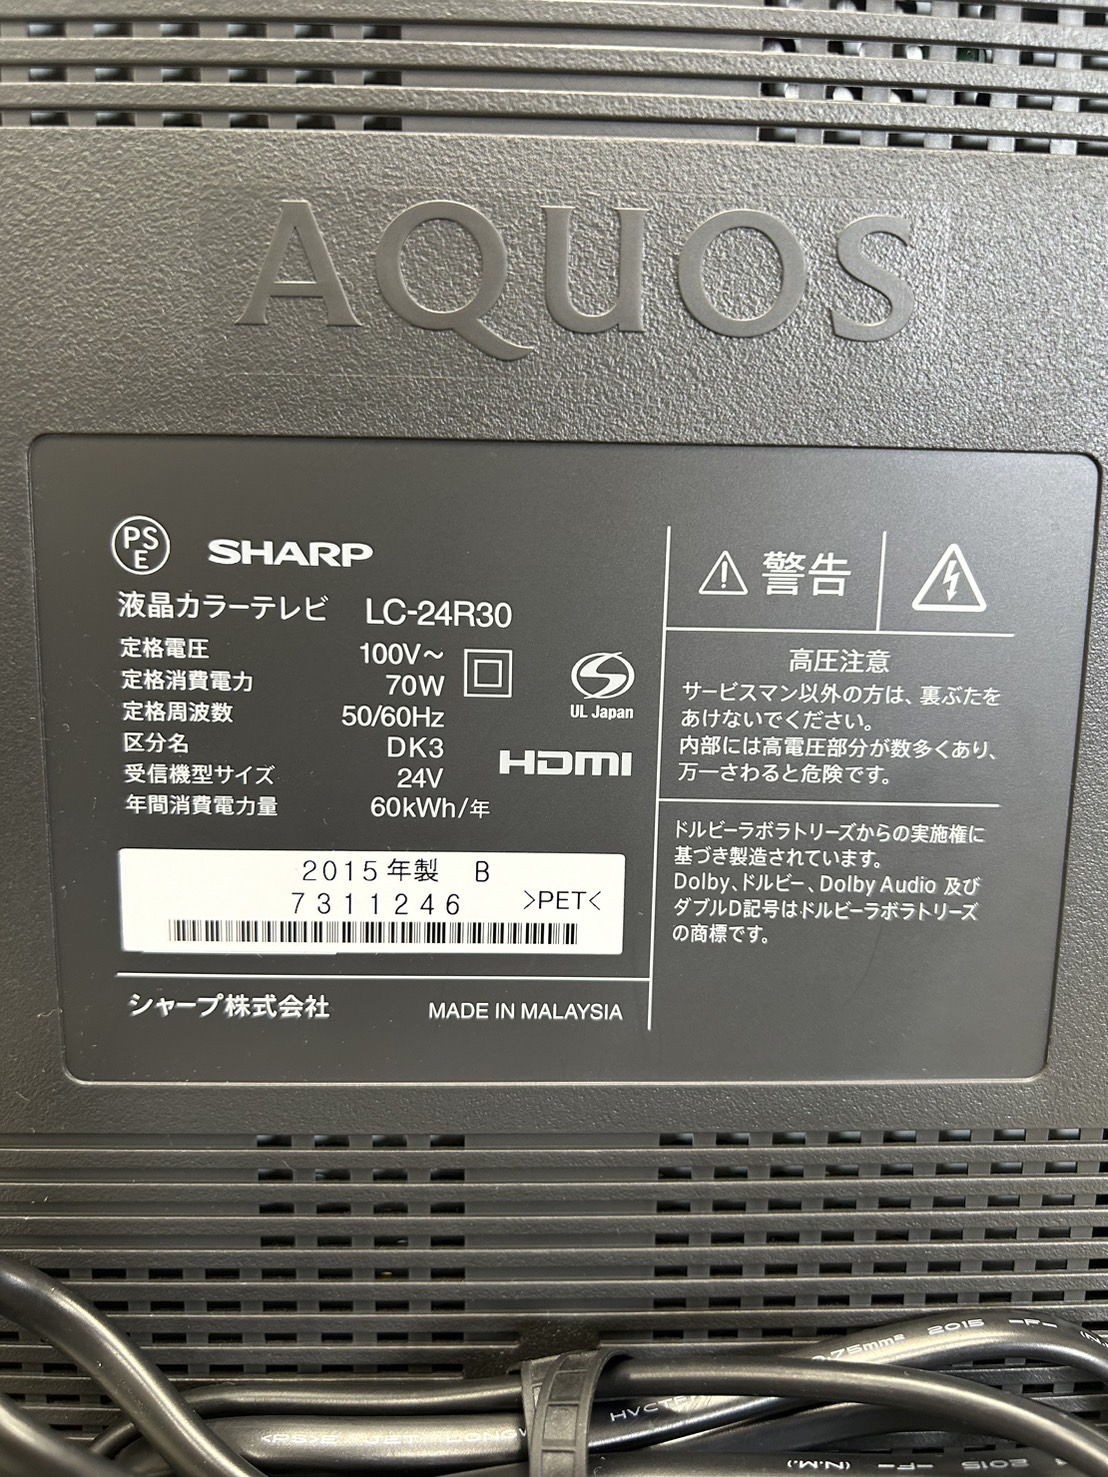 AQUOS
PS
E
SHARP
液晶カラーテレビ LC-24R30
定格電圧 100V～
定格消費電力 70W
定格周波数 50/60Hz
区分名 DK3
受信機型サイズ 24V
年間消費電力量 60kWh/年
UL Japan
HDMI
2015年製 B
7311246
>PET<
シャープ株式会社 MADE IN MALAYSIA
警告
高圧注意
サービスマン以外の方は、裏ぶたを
あけないでください。
内部には高電圧部分が数多くあり、
万一さわると危険です。
ドルビーラボラトリーズからの実施権に
基づき製造されています。
Dolby、ドルビー、Dolby Audio 及び
ダブルD記号はドルビーラボラトリーズ
の商標です。
0.75mm² 2015 -F-
HVCT
<PS>E JET
2015 -F- (N.M.)